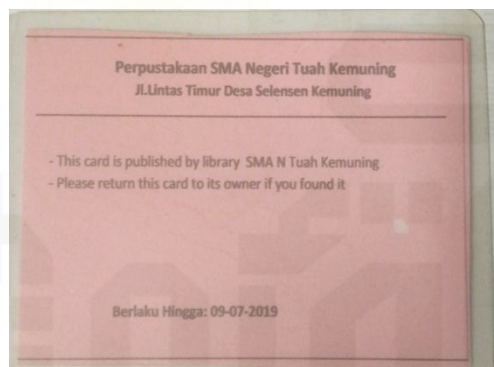 Perpustakaan SMA Negeri Tuah Kemuning
Jl.Lintas Timur Desa Selensen Kemuning
- This card is published by library SMA N Tuah Kemuning
- Please return this card to its owner if you found it
Berlaku Hingga: 09-07-2019